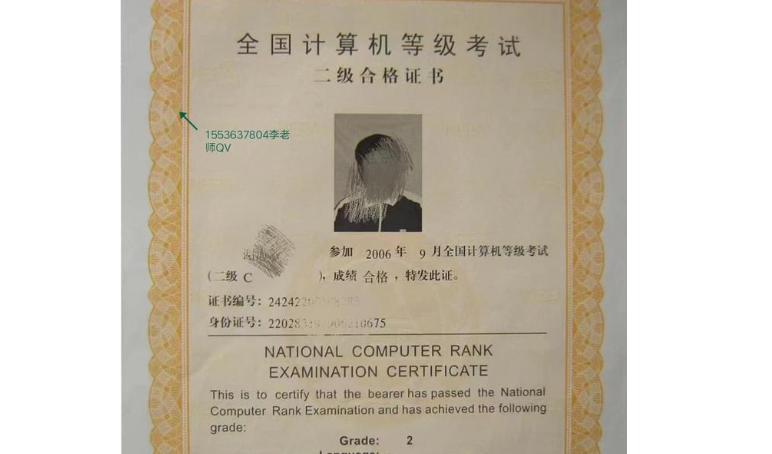 全国计算机等级考试
二级合格证书
1553637804李老
师QV
参加 2006 年 9 月全国计算机等级考试
(二级 C ), 成绩 合格 , 特发此证。
证书编号:
身份证号:
NATIONAL COMPUTER RANK
EXAMINATION CERTIFICATE
This is to certify that the bearer has passed the National
Computer Rank Examination and has achieved the following
grade:
Grade: 2